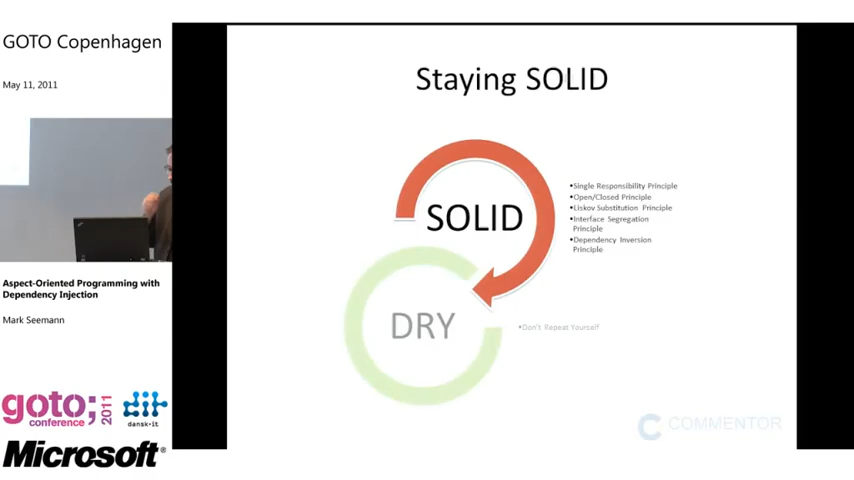 GOTO Copenhagen
May 11, 2011
Aspect-Oriented Programming with
Dependency Injection
Mark Seemann
goto;
conference
2011
dansk-it
Microsoft®
Staying SOLID
SOLID
•Single Responsibility Principle
•Open/Closed Principle
•Liskov Substitution Principle
•Interface Segregation
Principle
•Dependency Inversion
Principle
DRY
•Don't Repeat Yourself
C COMMENTOR